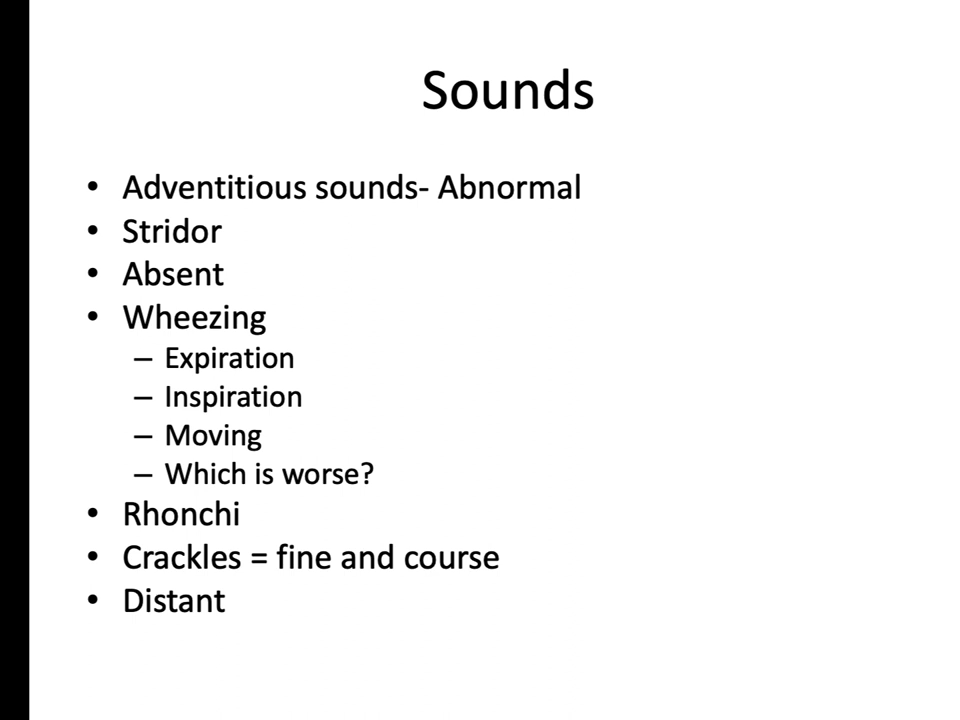 Sounds
• Adventitious sounds- Abnormal
• Stridor
• Absent
• Wheezing
– Expiration
– Inspiration
– Moving
– Which is worse?
• Rhonchi
• Crackles = fine and course
• Distant